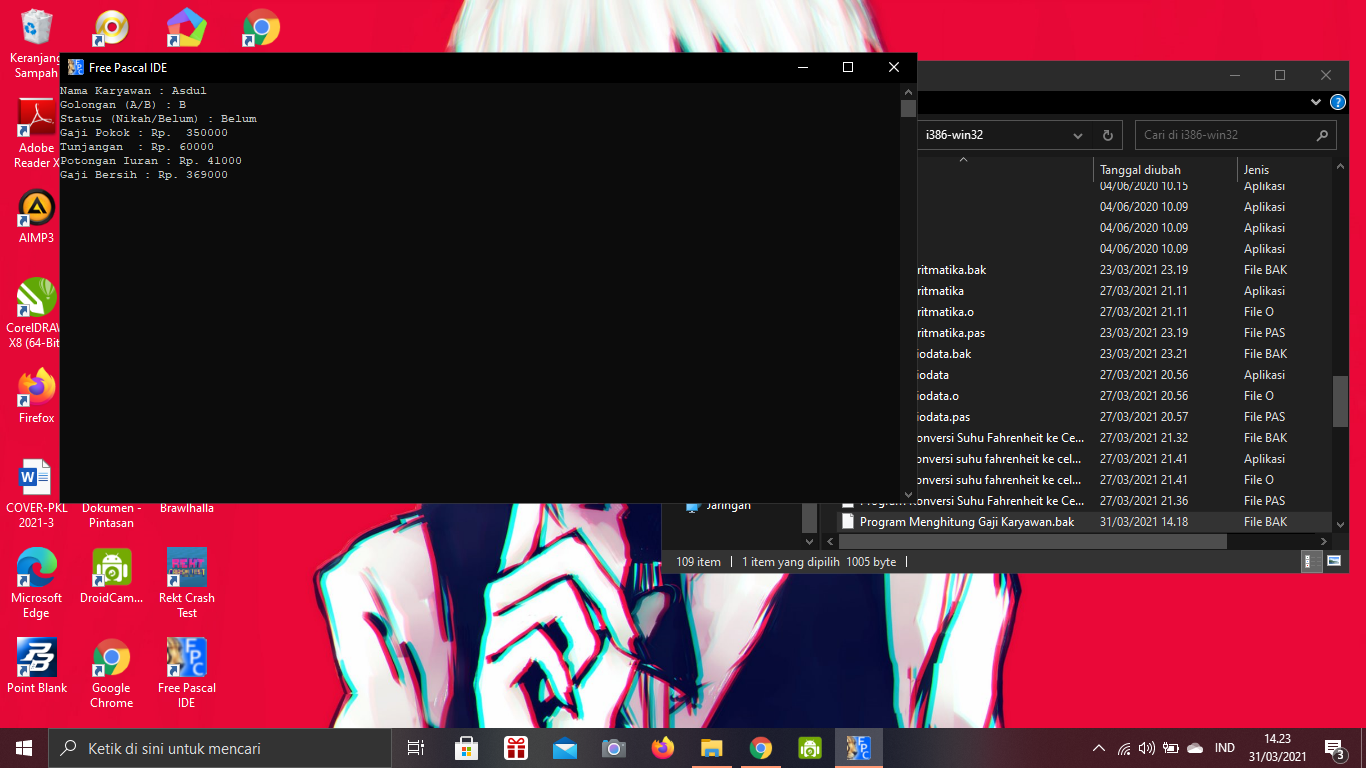 Keranjang
Sampah
Free Pascal IDE
Nama Karyawan : Asdul
Golongan (A/B) : B
Status (Nikah/Belum) : Belum
Gaji Pokok : Rp.  350000
Tunjangan  : Rp. 60000
Potongan Iuran : Rp. 41000
Gaji Bersih : Rp. 369000
Adobe
Reader X
AIMP3
CorelDRAW
X8 (64-Bit
Firefox
COVER-PKL
2021-3
Dokumen -
Pintasan
Brawlhalla
Microsoft
Edge
DroidCam...
Rekt Crash
Test
Point Blank
Google
Chrome
Free Pascal
IDE
i386-win32
Cari di i386-win32
Tanggal diubah Jenis
04/06/2020 10.15 Aplikasi
04/06/2020 10.09 Aplikasi
04/06/2020 10.09 Aplikasi
04/06/2020 10.09 Aplikasi
ritmatika.bak 23/03/2021 23.19 File BAK
ritmatika 27/03/2021 21.11 Aplikasi
ritmatika.o 27/03/2021 21.11 File O
ritmatika.pas 23/03/2021 23.19 File PAS
iodata.bak 23/03/2021 23.21 File BAK
iodata 27/03/2021 20.56 Aplikasi
iodata.o 27/03/2021 20.56 File O
iodata.pas 27/03/2021 20.57 File PAS
onversi Suhu Fahrenheit ke Ce... 27/03/2021 21.32 File BAK
onversi suhu fahrenheit ke cel... 27/03/2021 21.41 Aplikasi
onversi suhu fahrenheit ke cel... 27/03/2021 21.41 File O
Program Konversi Suhu Fahrenheit ke Ce... 27/03/2021 21.36 File PAS
Program Menghitung Gaji Karyawan.bak 31/03/2021 14.18 File BAK
Jaringan
109 item 1 item yang dipilih 1005 byte
Ketik di sini untuk mencari
IND
14.23
31/03/2021
3